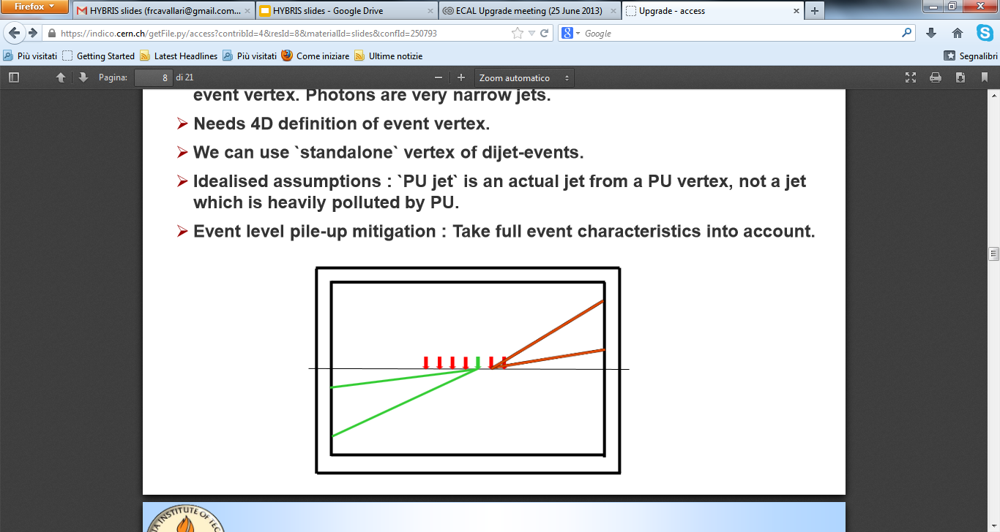 Firefox
HYBRIS slides (frcavallari@gmail.com...
HYBRIS slides - Google Drive
ECAL Upgrade meeting (25 June 2013)
Upgrade - access
https://indico.cern.ch/getFile.py/access?contribId=4&resId=8&materialId=slides&confId=250793
Google
Più visitati
Getting Started
Latest Headlines
Più visitati
Come iniziare
Ultime notizie
Segnalibri
Pagina: 8 di 21
Zoom automatico
event vertex. Photons are very narrow jets.
Needs 4D definition of event vertex.
We can use `standalone` vertex of dijet-events.
Idealised assumptions : `PU jet` is an actual jet from a PU vertex, not a jet
which is heavily polluted by PU.
Event level pile-up mitigation : Take full event characteristics into account.
INSTITUTE OF